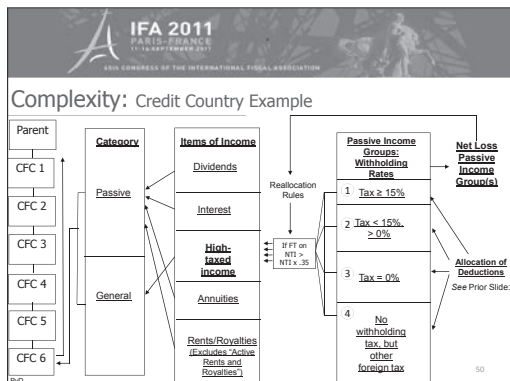 IFA 2011
PARIS-FRANCE
11-16 SEPTEMBER 2011
65th CONGRESS OF THE INTERNATIONAL FISCAL ASSOCIATION
Complexity: Credit Country Example
Parent
CFC 1
CFC 2
CFC 3
CFC 4
CFC 5
CFC 6
Category
Passive
General
Items of Income
Dividends
Interest
High-
taxed
income
Annuities
Rents/Royalties
(Excludes "Active
Rents and
Royalties")
Reallocation
Rules
If FT on
NTI >
NTI x .35
Passive Income
Groups:
Withholding
Rates
1 Tax ≥ 15%
2 Tax < 15%,
> 0%
3 Tax = 0%
4 No
withholding
tax, but
other
foreign tax
Net Loss
Passive
Income
Group(s)
Allocation of
Deductions
See Prior Slide:
50